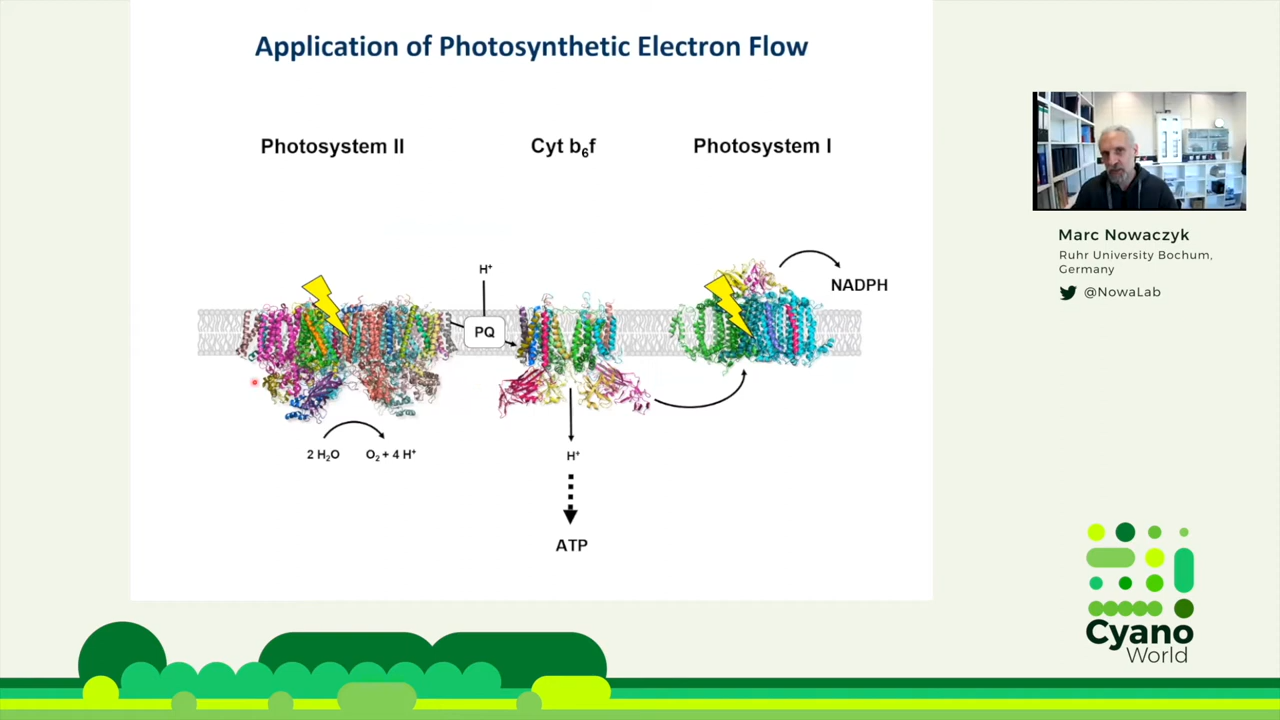 Application of Photosynthetic Electron Flow
Photosystem II
Cyt b₆f
Photosystem I
H⁺
NADPH
PQ
2 H₂O
O₂ + 4 H⁺
H⁺
ATP
Marc Nowaczyk
Ruhr University Bochum,
Germany
@NowaLab
Cyano
World